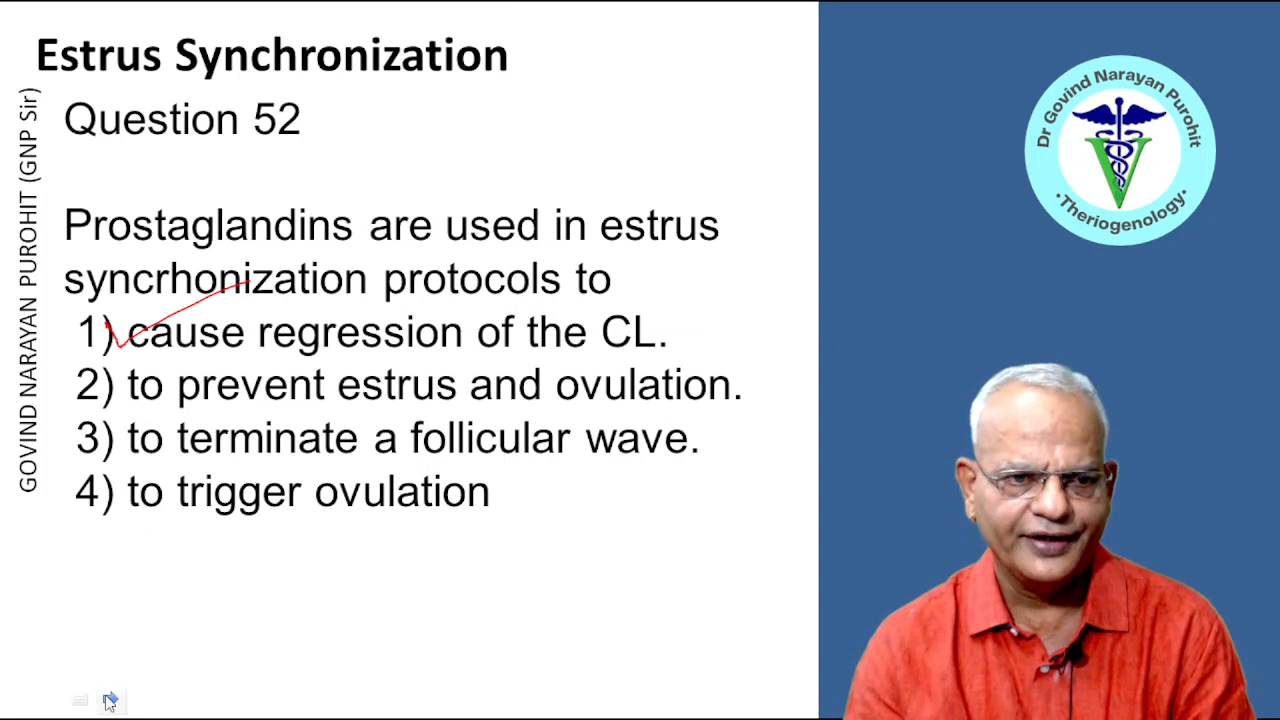 Estrus Synchronization
GOVIND NARAYAN PUROHIT (GNP Sir)
Question 52
Prostaglandins are used in estrus
syncrhonization protocols to
1) cause regression of the CL.
2) to prevent estrus and ovulation.
3) to terminate a follicular wave.
4) to trigger ovulation
Dr Govind Narayan Purohit
V
·Theriogenology·